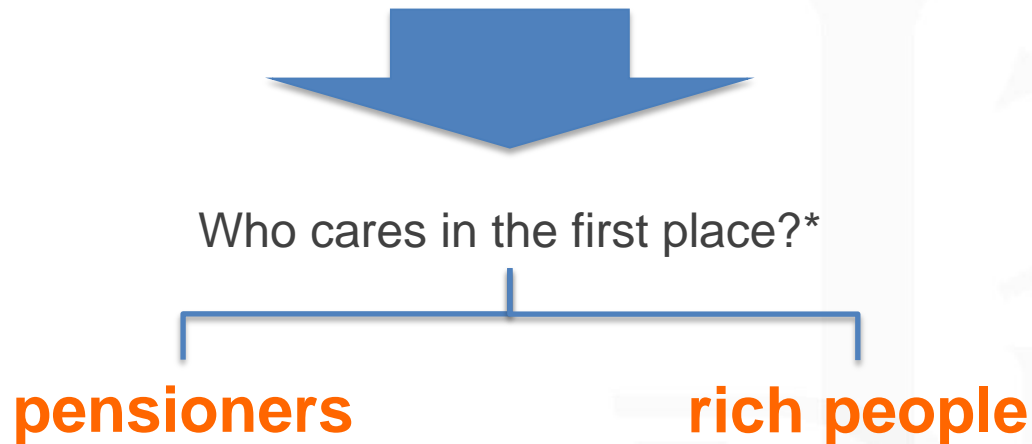 Who cares in the first place?*
pensioners rich people